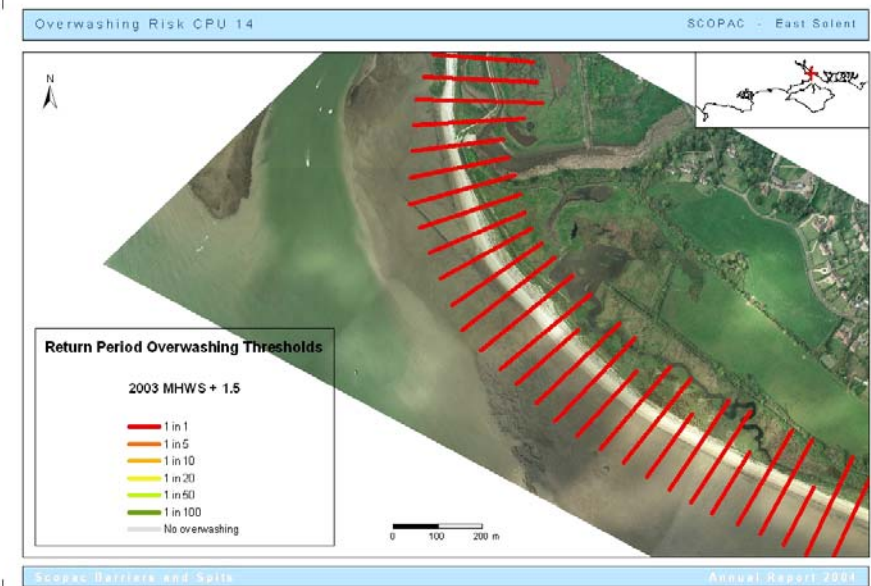 Overwashing Risk CPU 14
SCOPAC - East Solent
N
Return Period Overwashing Thresholds
2003 MHWS + 1.5
1 in 1
1 in 5
1 in 10
1 in 20
1 in 50
1 in 100
No overwashing
0 100 200 m
Scopac Barriers and Spits
Annual Report 2004